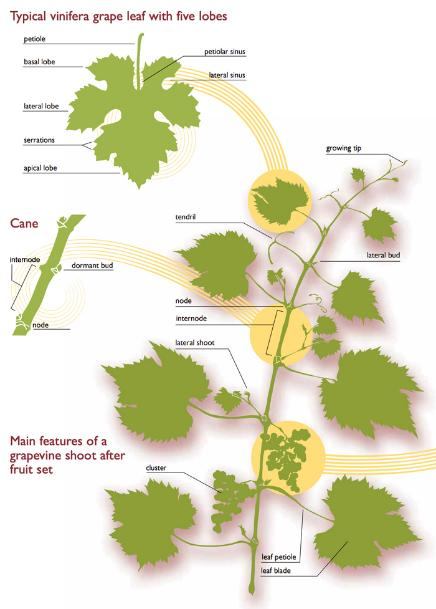 Typical vinifera grape leaf with five lobes
petiole
petiolar sinus
basal lobe
lateral sinus
lateral lobe
serrations
apical lobe
growing tip
tendril
Cane
lateral bud
internode
dormant bud
node
node
internode
lateral shoot
Main features of a
grapevine shoot after
fruit set
cluster
leaf petiole
leaf blade